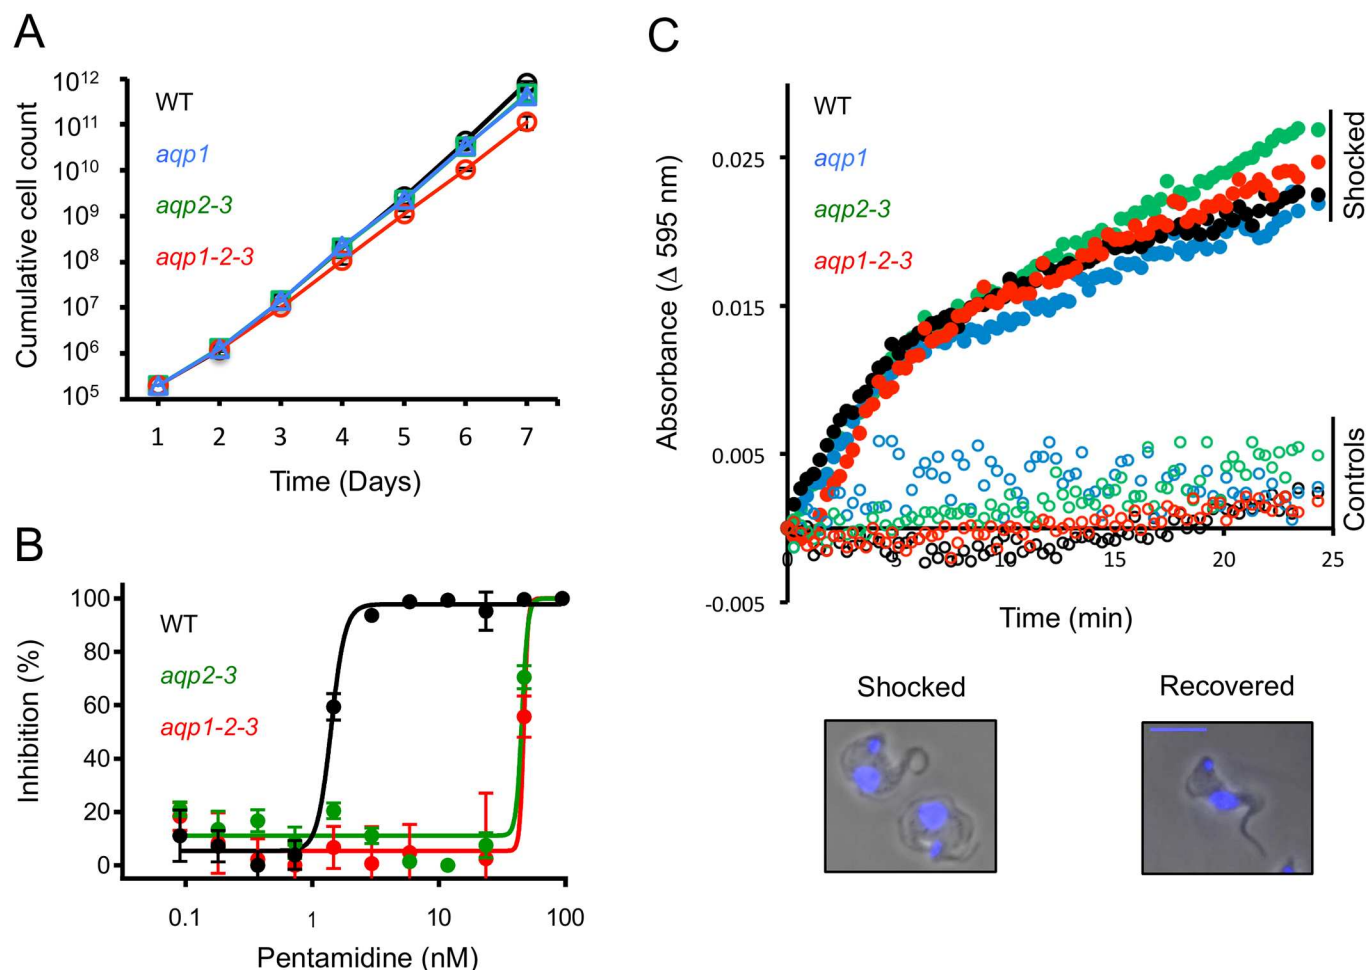 A
Cumulative cell count
10¹²
10¹¹
10¹⁰
10⁹
10⁸
10⁷
10⁶
10⁵
WT
aqp1
aqp2-3
aqp1-2-3
1 2 3 4 5 6 7
Time (Days)
B
Inhibition (%)
100
80
60
40
20
0
WT
aqp2-3
aqp1-2-3
0.1 1 10 100
Pentamidine (nM)
C
Absorbance (Δ 595 nm)
0.025
0.015
0.005
-0.005
WT
aqp1
aqp2-3
aqp1-2-3
Shocked
Controls
0 5 10 15 20 25
Time (min)
Shocked
Recovered